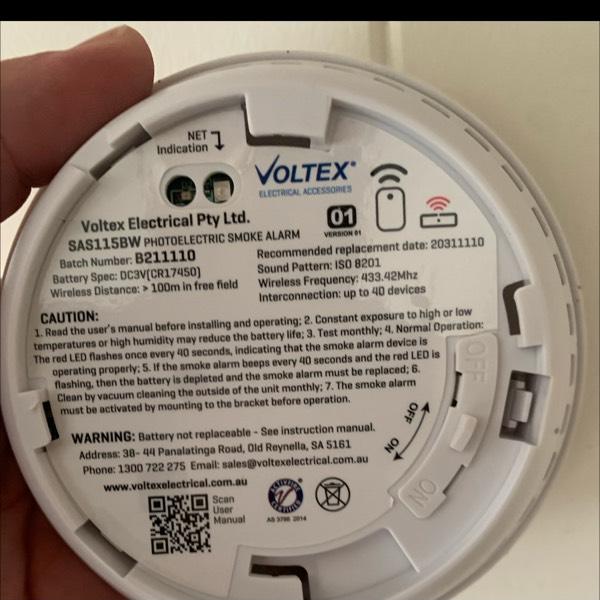 NET
Indication
VOLTEX®
ELECTRICAL ACCESSORIES
Voltex Electrical Pty Ltd.
SAS115BW PHOTOELECTRIC SMOKE ALARM
Batch Number: B211110
Battery Spec: DC3V(CR17450)
Wireless Distance: > 100m in free field
01
VERSION 01
Recommended replacement date: 20311110
Sound Pattern: ISO 8201
Wireless Frequency: 433.42Mhz
Interconnection: up to 40 devices
CAUTION:
1. Read the user's manual before installing and operating; 2. Constant exposure to high or low
temperatures or high humidity may reduce the battery life; 3. Test monthly; 4. Normal Operation:
The red LED flashes once every 40 seconds, indicating that the smoke alarm device is
operating properly; 5. If the smoke alarm beeps every 40 seconds and the red LED is
flashing, then the battery is depleted and the smoke alarm must be replaced; 6.
Clean by vacuum cleaning the outside of the unit monthly; 7. The smoke alarm
must be activated by mounting to the bracket before operation.
OFF
OFF
ON
ON
WARNING: Battery not replaceable - See instruction manual.
Address: 38- 44 Panalatinga Road, Old Reynella, SA 5161
Phone: 1300 722 275 Email: sales@voltexelectrical.com.au
www.voltexelectrical.com.au
Scan
User
Manual
AS 3786 2014